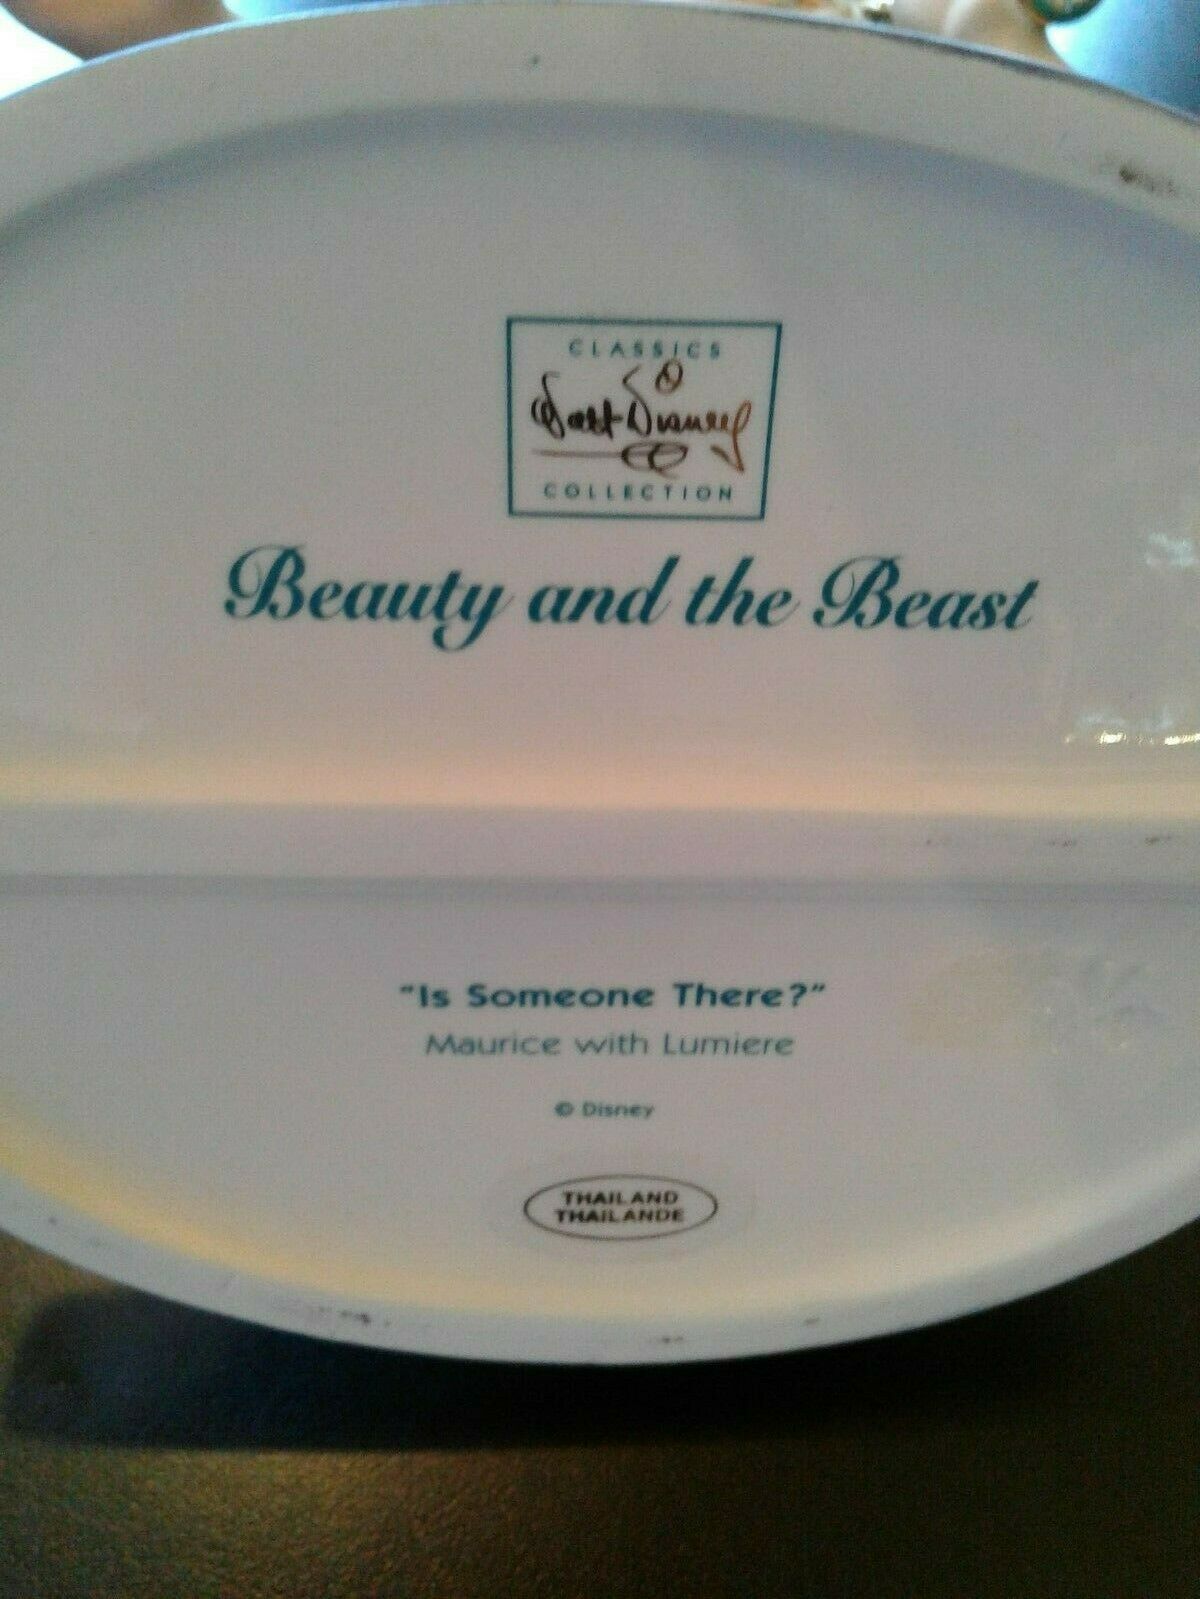 CLASSICS
Walt Disney
COLLECTION
Beauty and the Beast
"Is Someone There?"
Maurice with Lumiere
© Disney
THAILAND
THAILANDE